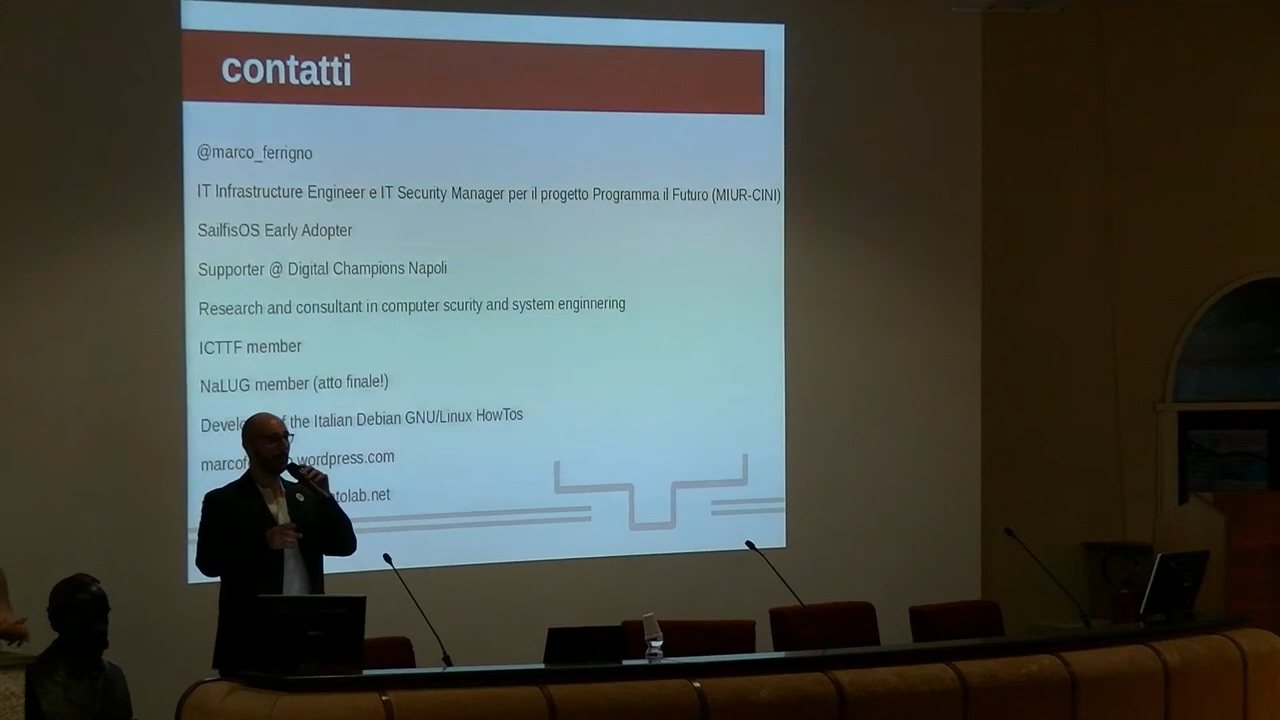 contatti
@marco_ferrigno
IT Infrastructure Engineer e IT Security Manager per il progetto Programma il Futuro (MIUR-CINI)
SailfisOS Early Adopter
Supporter @ Digital Champions Napoli
Research and consultant in computer scurity and system enginnering
ICTTF member
NaLUG member (atto finale!)
the Italian Debian GNU/Linux HowTos
wordpress.com